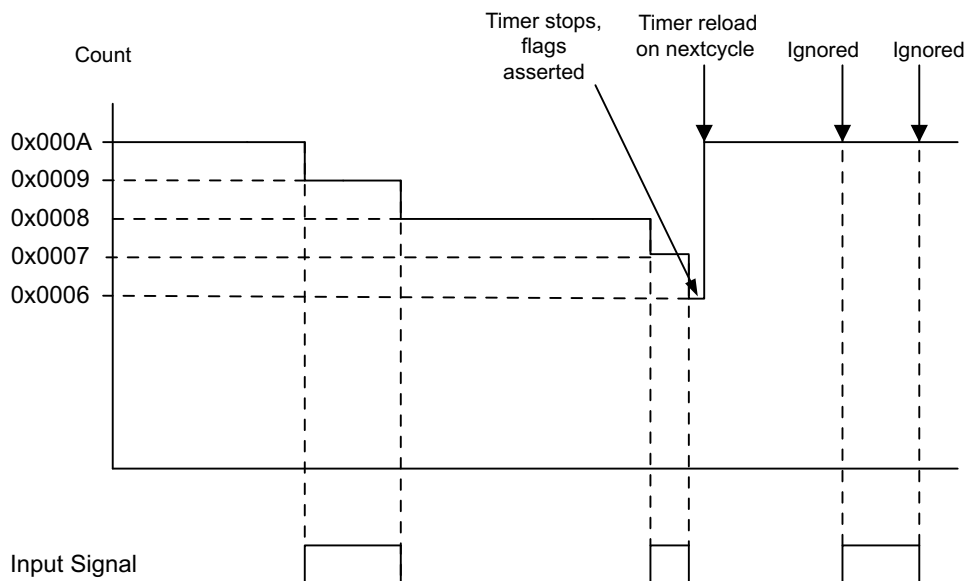 Timer stops,
flags
asserted
Timer reload
on nextcycle
Ignored
Ignored
Count
0x000A
0x0009
0x0008
0x0007
0x0006
Input Signal